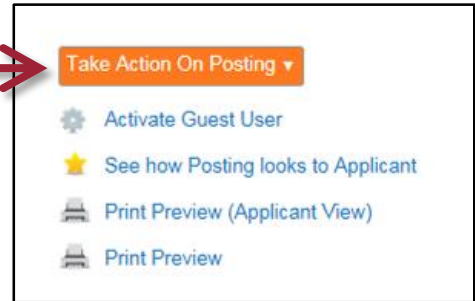 Take Action On Posting ▾
Activate Guest User
See how Posting looks to Applicant
Print Preview (Applicant View)
Print Preview